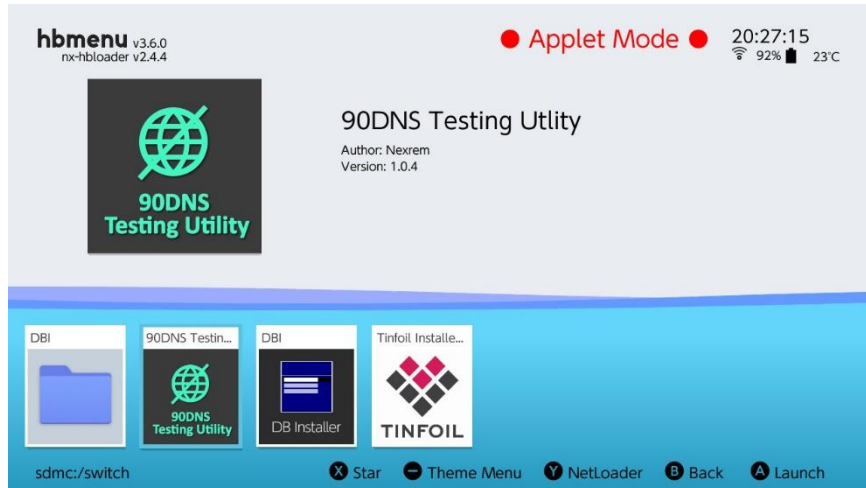 hbmenu v3.6.0
nx-hbloader v2.4.4
● Applet Mode ●
20:27:15
92% 23°C
90DNS
Testing Utility
90DNS Testing Utlity
Author: Nexrem
Version: 1.0.4
DBI
90DNS Testin...
DBI
Tinfoil Installe...
90DNS
Testing Utility
DB Installer
TINFOIL
sdmc:/switch
X Star
Theme Menu
Y NetLoader
B Back
A Launch